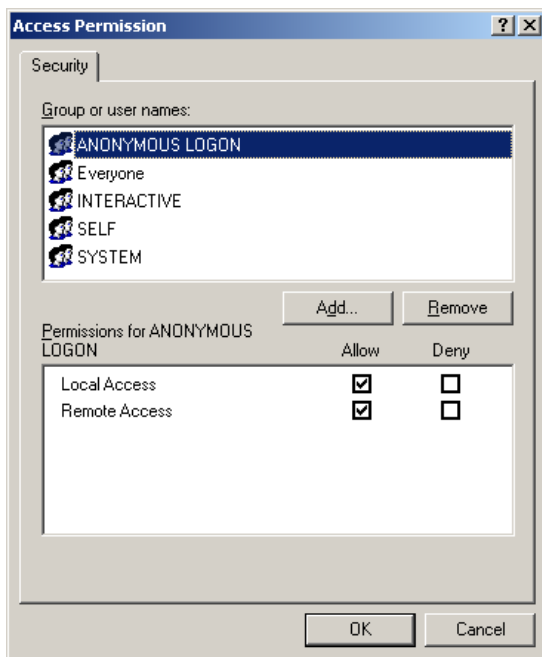 Access Permission
Security
Group or user names:
ANONYMOUS LOGON
Everyone
INTERACTIVE
SELF
SYSTEM
Add... Remove
Permissions for ANONYMOUS
LOGON Allow Deny
Local Access
Remote Access
OK Cancel